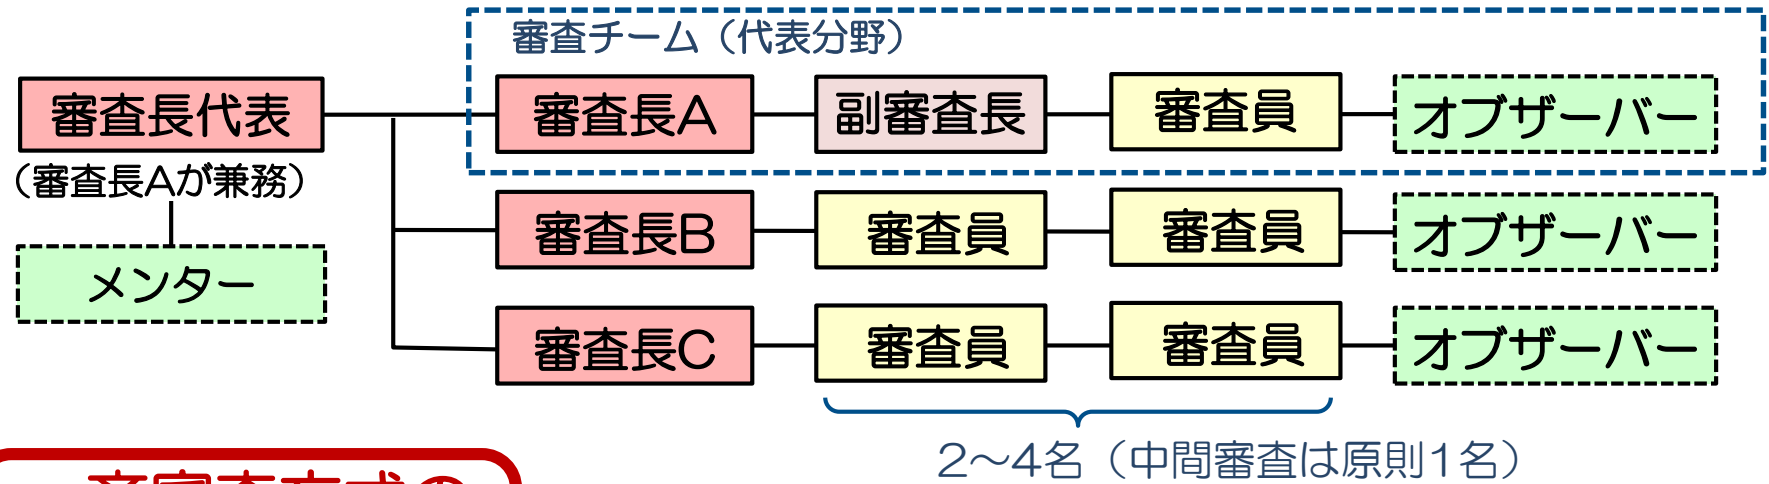 審査チーム（代表分野）
審査長代表
審査長A
副審査長
審査員
オブザーバー
（審査長Aが兼務）
メンター
審査長B
審査員
審査員
オブザーバー
審査長C
審査員
審査員
オブザーバー
2～4名（中間審査は原則1名）